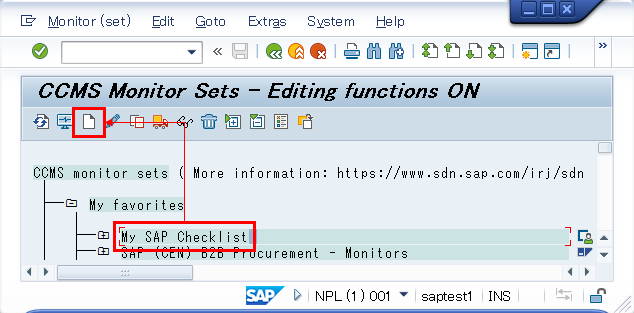 Monitor (set) Edit Goto Extras System Help
CCMS Monitor Sets - Editing functions ON
CCMS monitor sets ( More information: https://www.sdn.sap.com/irj/sdn
My favorites
My SAP Checklist
SAP (CEN) B2B Procurement - Monitors
SAP NPL (1) 001 saptest1 INS